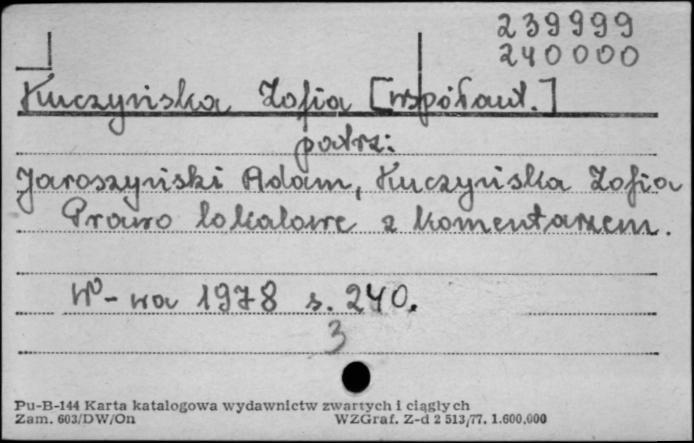 239999
240000
Kuczyńska Zofia [współaut.]
patrz:
Jaroszyński Adam, Kuczyńska Zofia
Prawo lokalowe z komentarzem.
W-wa 1978 s. 240.
3
Pu-B-144 Karta katalogowa wydawnictw zwartych i ciągłych
Zam. 603/DW/On WZGraf. Z-d 2 513/77. 1.600.000